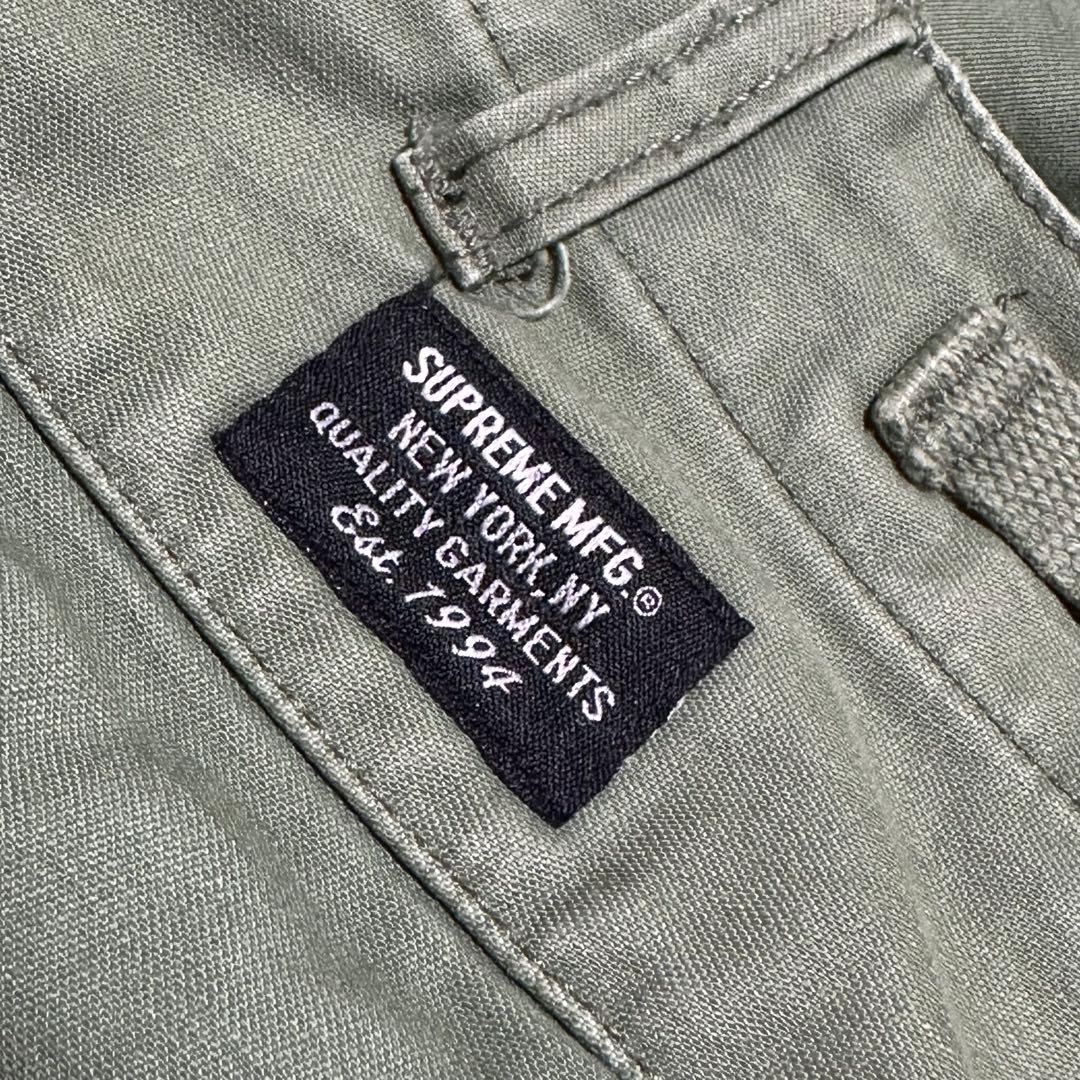 SUPREME MFG.®
NEW YORK, NY
QUALITY GARMENTS
Est. 1994